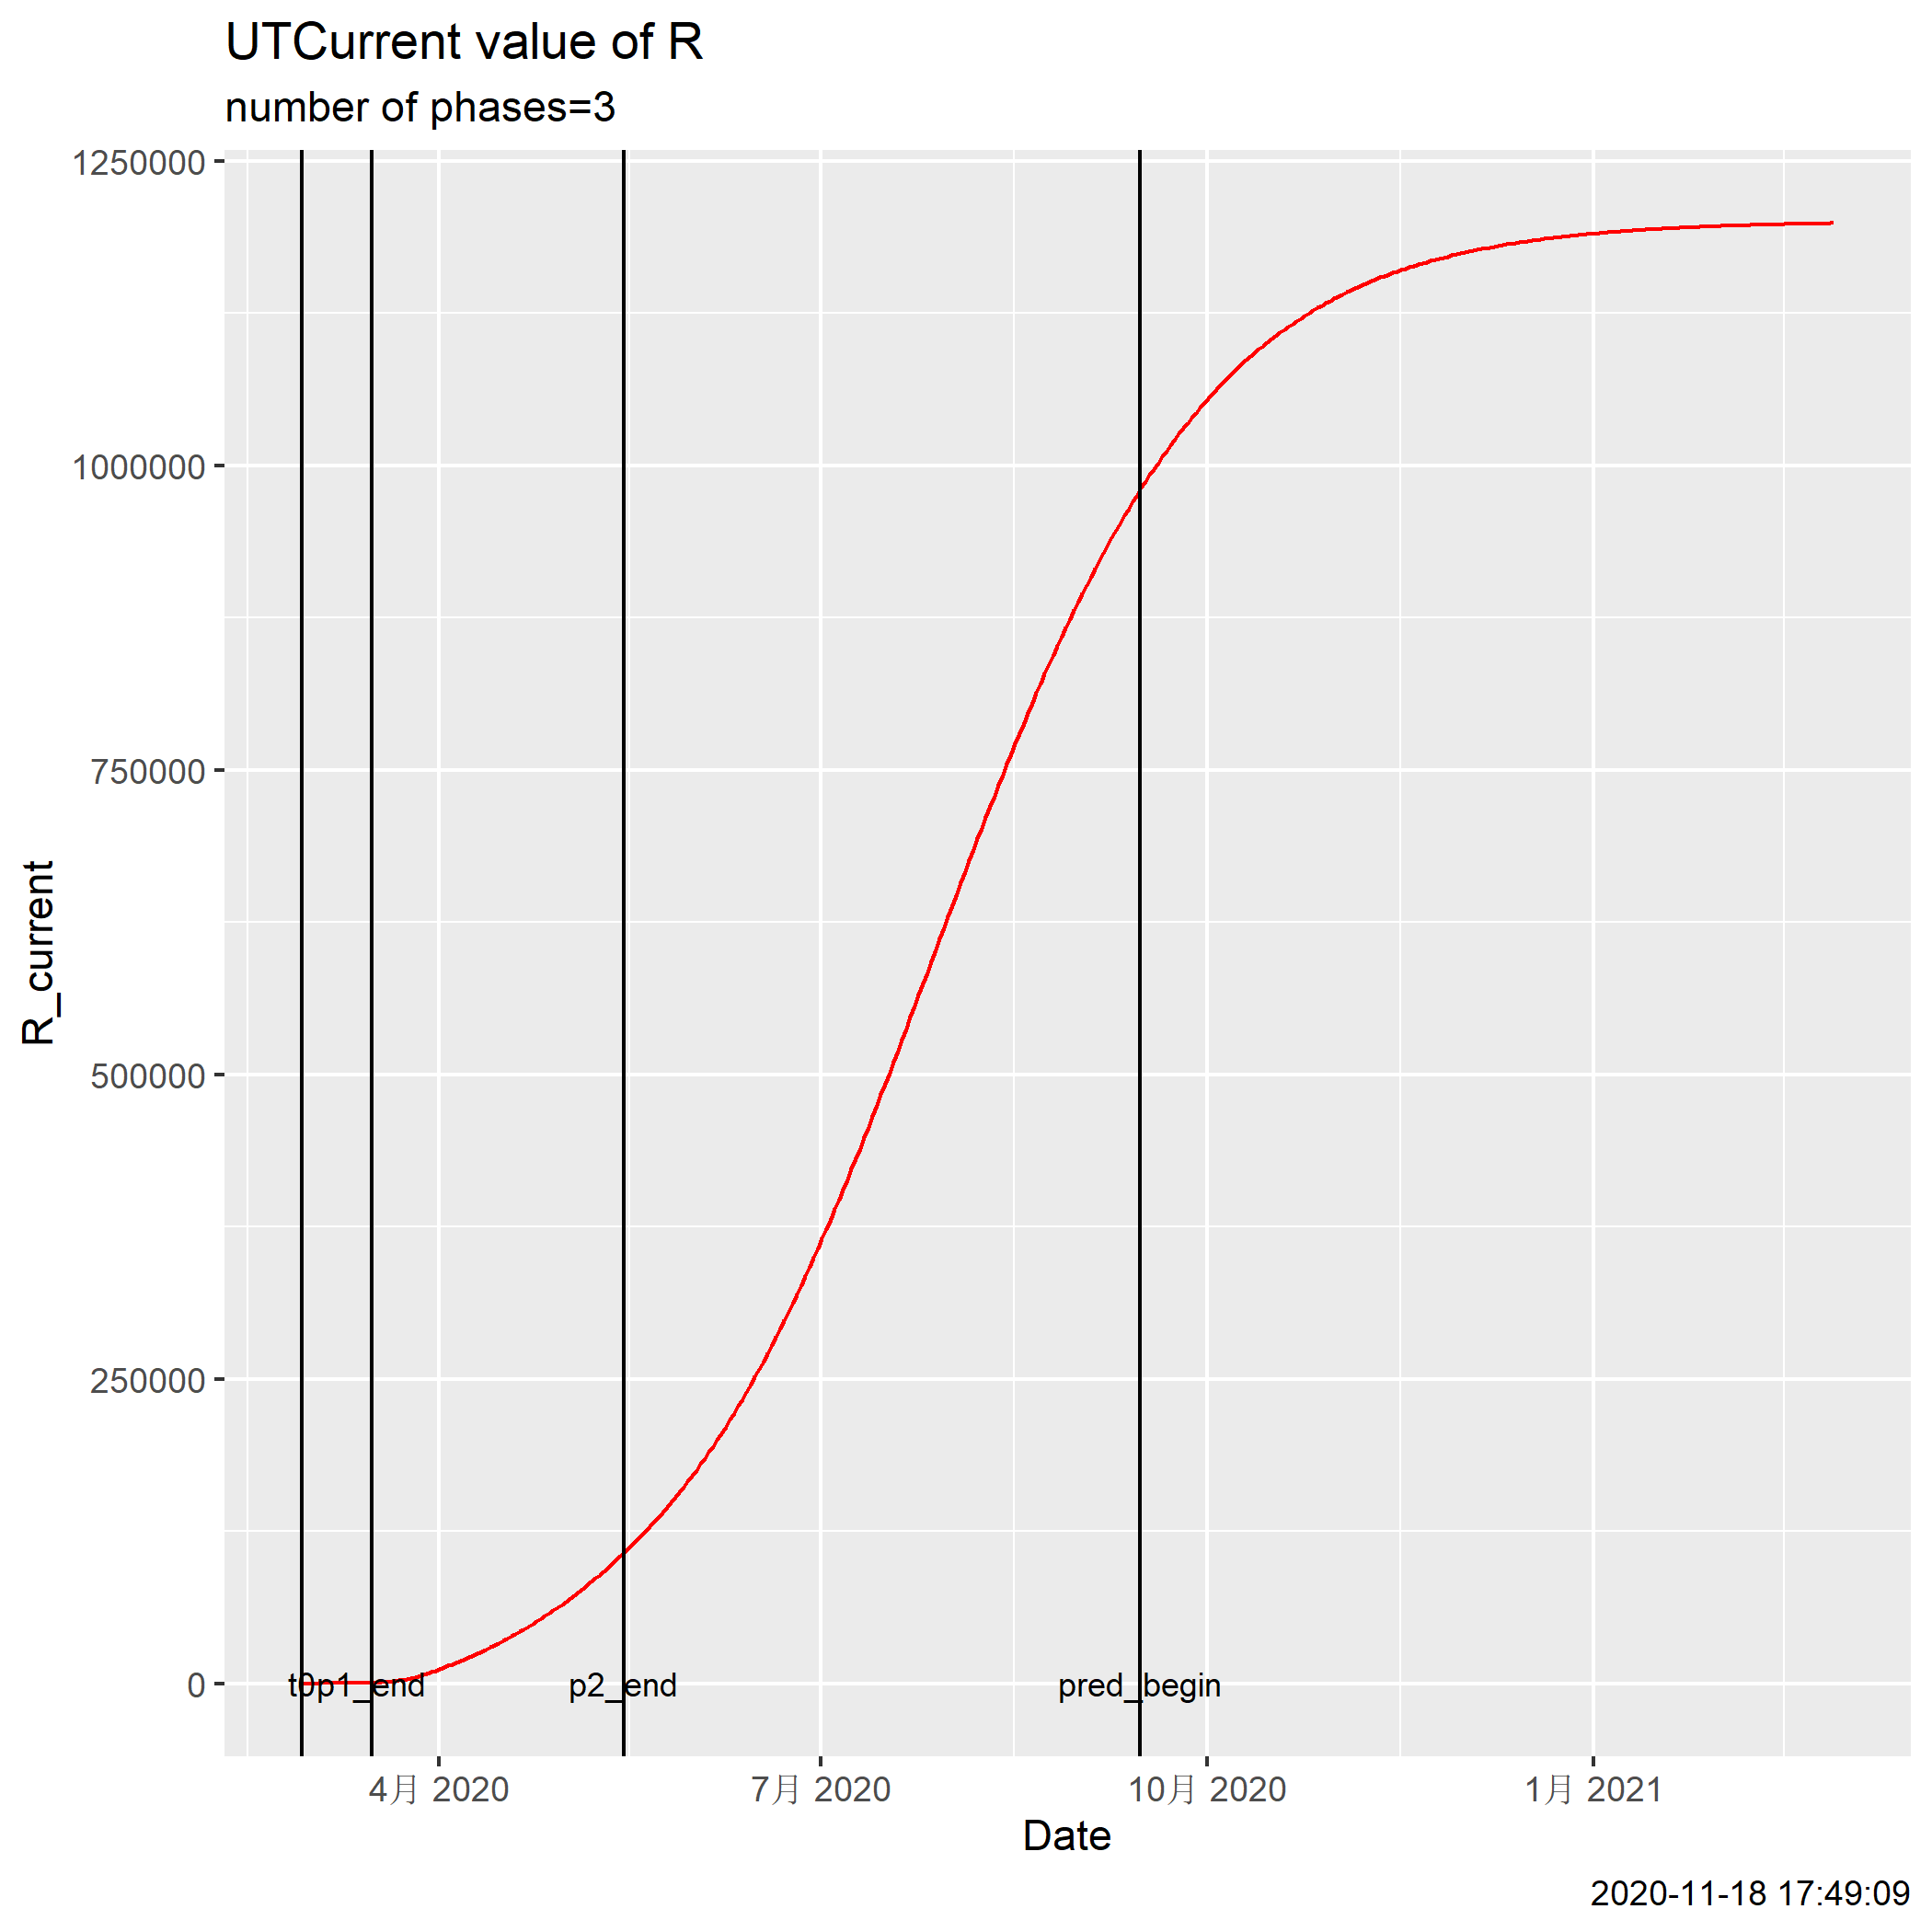 UTCurrent value of R
number of phases=3
1250000
1000000
750000
500000
250000
0
R_current
t0p1_end
p2_end
pred_begin
4月 2020
7月 2020
10月 2020
1月 2021
Date
2020-11-18 17:49:09